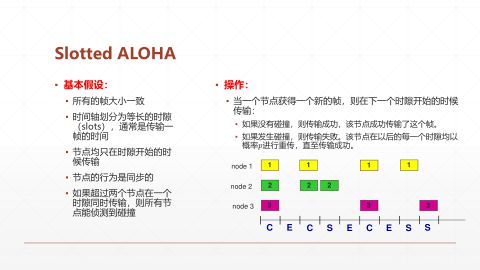 Slotted ALOHA
基本假设：
所有的帧大小一致
时间轴划分为等长的时隙
（slots），通常是传输一
帧的时间
节点均只在时隙开始的时
候传输
节点的行为是同步的
如果超过两个节点在一个
时隙同时传输，则所有节
点能侦测到碰撞
操作：
当一个节点获得一个新的帧，则在下一个时隙开始的时候
传输：
如果没有碰撞，则传输成功，该节点成功传输了这个帧。
如果发生碰撞，则传输失败。该节点在以后的每一个时隙均以
概率p进行重传，直至传输成功。
node 1 1 1 1 1
node 2 2 2 2
node 3 3 3 3
C E C S E C E S S